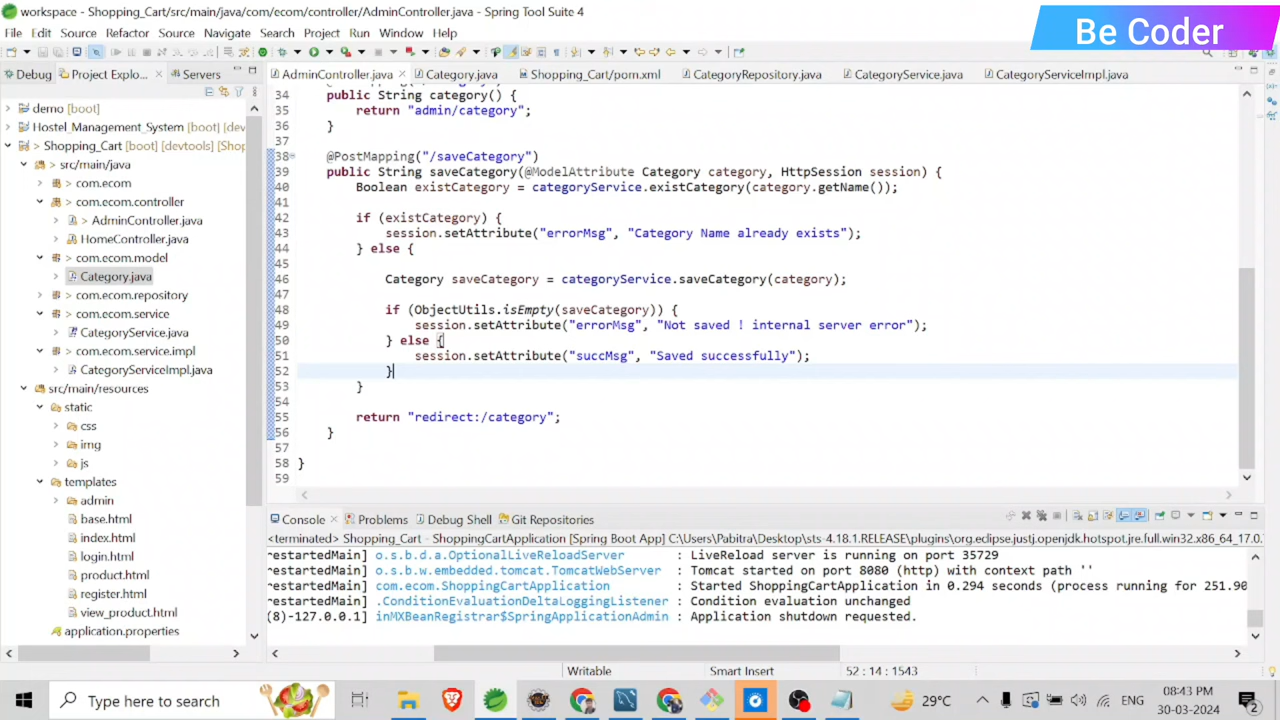 workspace - Shopping_Cart/src/main/java/com/ecom/controller/AdminController.java - Spring Tool Suite 4
Be Coder
File Edit Source Refactor Source Navigate Search Project Run Window Help
Debug Project Explo... Servers
AdminController.java Category.java Shopping_Cart/pom.xml CategoryRepository.java CategoryService.java CategoryServiceImpl.java
demo [boot]
Hostel_Management_System [boot] [dev
Shopping_Cart [boot] [devtools] [Shop
src/main/java
com.ecom
com.ecom.controller
AdminController.java
HomeController.java
com.ecom.model
Category.java
com.ecom.repository
com.ecom.service
CategoryService.java
com.ecom.service.impl
CategoryServiceImpl.java
src/main/resources
static
css
img
js
templates
admin
base.html
index.html
login.html
product.html
register.html
view_product.html
application.properties
34 public String category() {
35 return "admin/category";
36 }
37
38 @PostMapping("/saveCategory")
39 public String saveCategory(@ModelAttribute Category category, HttpSession session) {
40 Boolean existCategory = categoryService.existCategory(category.getName());
41
42 if (existCategory) {
43 session.setAttribute("errorMsg", "Category Name already exists");
44 } else {
45
46 Category saveCategory = categoryService.saveCategory(category);
47
48 if (ObjectUtils.isEmpty(saveCategory)) {
49 session.setAttribute("errorMsg", "Not saved ! internal server error");
50 } else {
51 session.setAttribute("succMsg", "Saved successfully");
52 }
53 }
54
55 return "redirect:/category";
56 }
57
58 }
59
Console Problems Debug Shell Git Repositories
<terminated> Shopping_Cart - ShoppingCartApplication [Spring Boot App] C:\Users\Pabitra\Desktop\sts-4.18.1.RELEASE\plugins\org.eclipse.justj.openjdk.hotspot.jre.full.win32.x86_64_17.0.
restartedMain] o.s.b.d.a.OptionalLiveReloadServer : LiveReload server is running on port 35729
restartedMain] o.s.b.w.embedded.tomcat.TomcatWebServer : Tomcat started on port 8080 (http) with context path ''
restartedMain] com.ecom.ShoppingCartApplication : Started ShoppingCartApplication in 0.294 seconds (process running for 251.90
restartedMain] .ConditionEvaluationDeltaLoggingListener : Condition evaluation unchanged
(8)-127.0.0.1] inMXBeanRegistrar$SpringApplicationAdmin : Application shutdown requested.
Writable Smart Insert 52 : 14 : 1543
Type here to search
29°C ENG 08:43 PM
30-03-2024
2